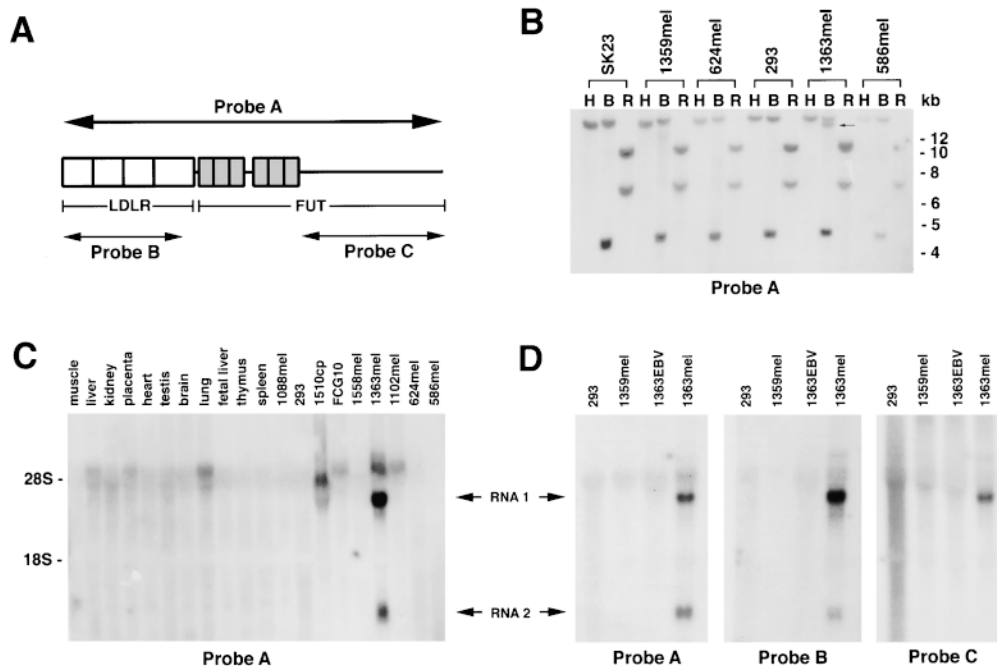 A
Probe A
LDLR
FUT
Probe B
Probe C
B
SK23
1359mel
624mel
293
1363mel
586mel
H B R H B R H B R H B R H B R H B R
kb
- 12
- 10
- 8
- 6
- 5
- 4
Probe A
C
muscle
liver
kidney
placenta
heart
testis
brain
lung
fetal liver
thymus
spleen
1088mel
293
1510cp
FCG10
1558mel
1363mel
1102mel
624mel
586mel
28S -
18S -
RNA 1
RNA 2
Probe A
D
293
1359mel
1363EBV
1363mel
293
1359mel
1363EBV
1363mel
293
1359mel
1363EBV
1363mel
Probe A
Probe B
Probe C